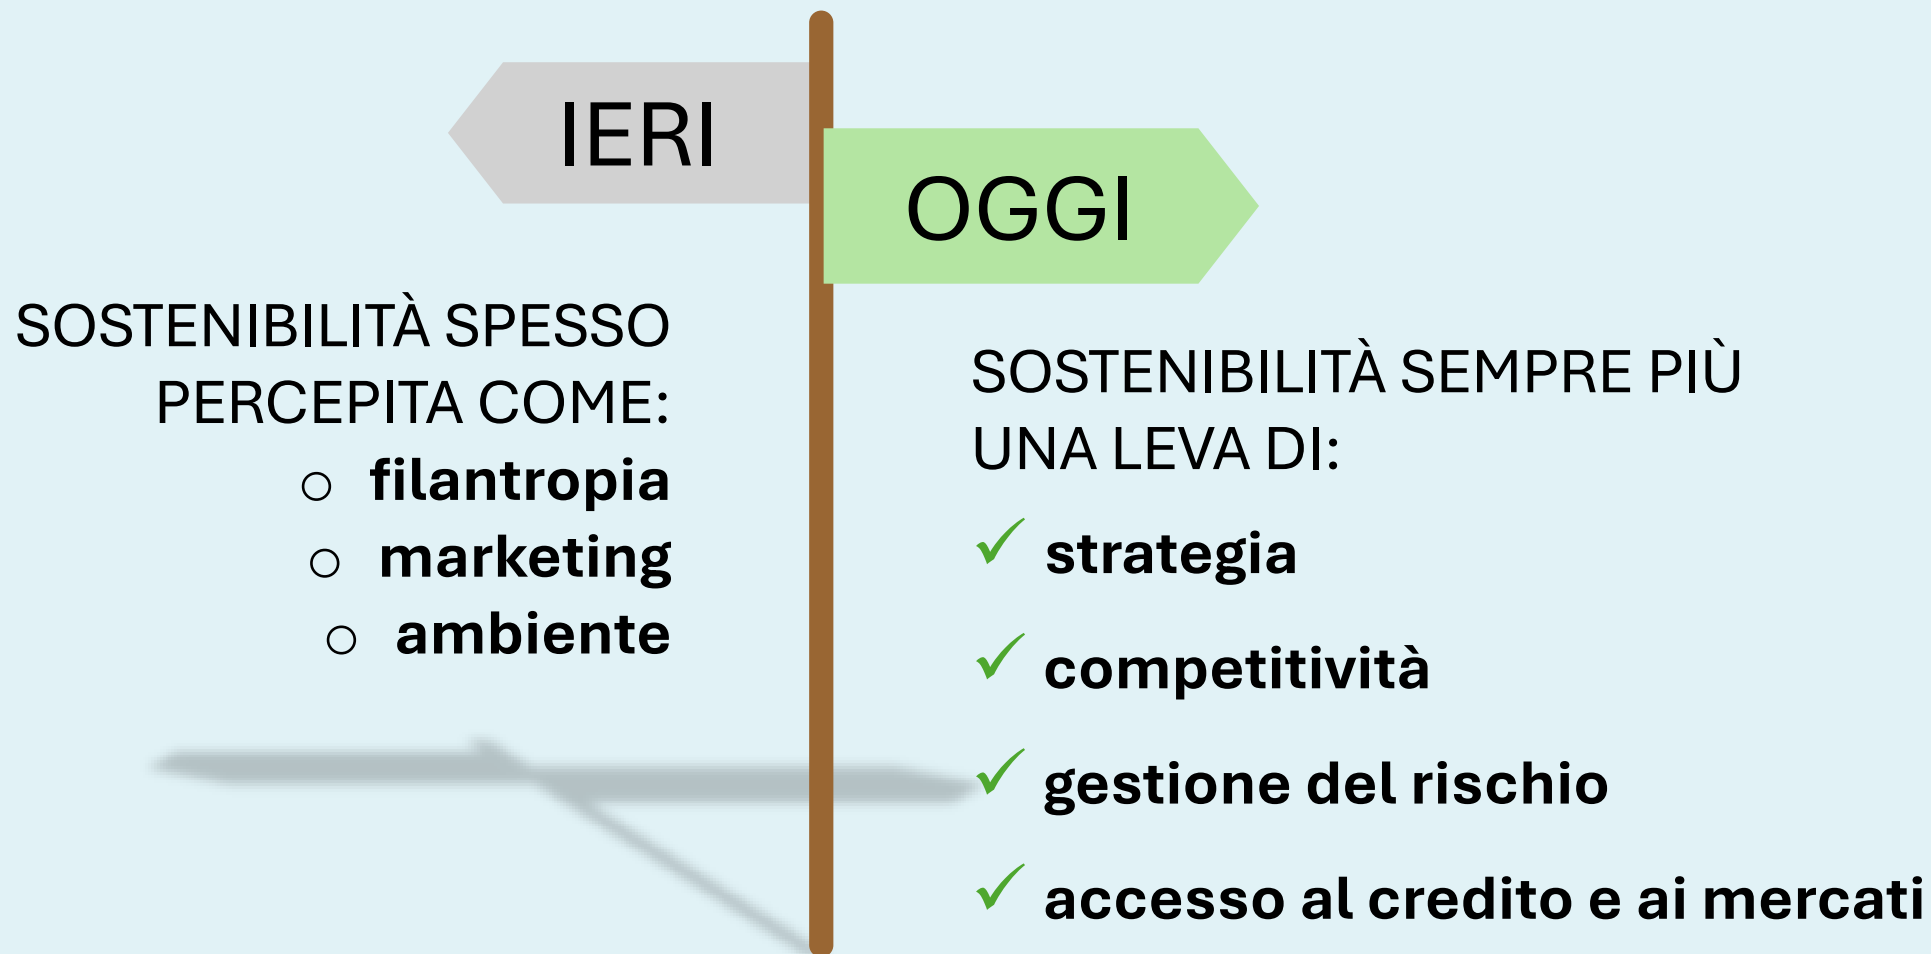 IERI
SOSTENIBILITÀ SPESSO
PERCEPITA COME:
o filantropia
o marketing
o ambiente
OGGI
SOSTENIBILITÀ SEMPRE PIÙ
UNA LEVA DI:
✓ strategia
✓ competitività
✓ gestione del rischio
✓ accesso al credito e ai mercati